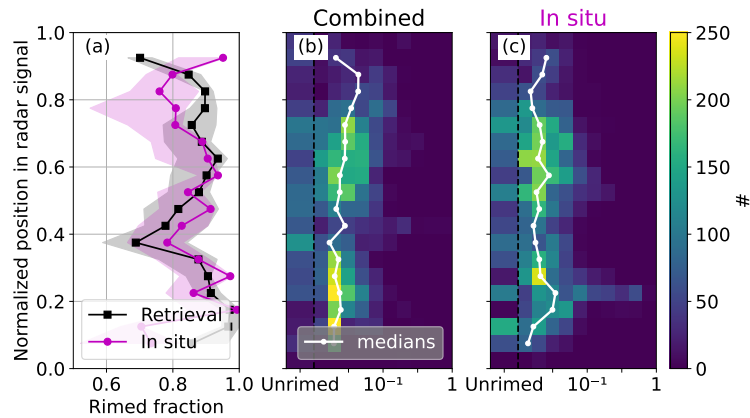 Combined
In situ
(a)
(b)
(c)
Normalized position in radar signal
1.0
0.8
0.6
0.4
0.2
0.0
Retrieval
In situ
medians
0.6
0.8
1.0
Rimed fraction
Unrimed
10⁻¹
1
Unrimed
10⁻¹
1
250
200
150
100
50
0
#